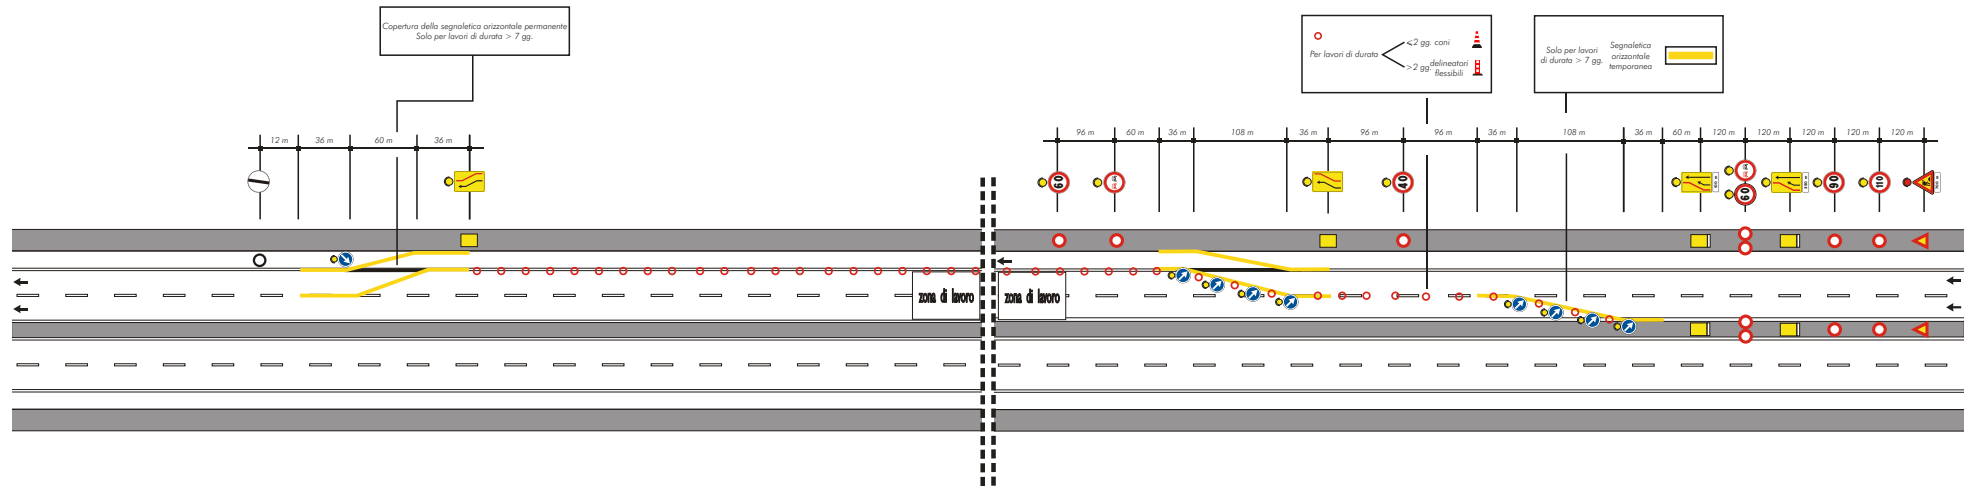 Copertura della segnaletica orizzontale permanente
Solo per lavori di durata > 7 gg.
Per lavori di durata
<2 gg. coni
>2 gg. delineatori
flessibili
Solo per lavori
di durata > 7 gg.
Segnaletica
orizzontale
temporanea
12 m
36 m
60 m
36 m
96 m
60 m
36 m
108 m
36 m
96 m
96 m
36 m
108 m
36 m
60 m
120 m
120 m
120 m
120 m
120 m
60
40
60
90
110
zona di lavoro
zona di lavoro